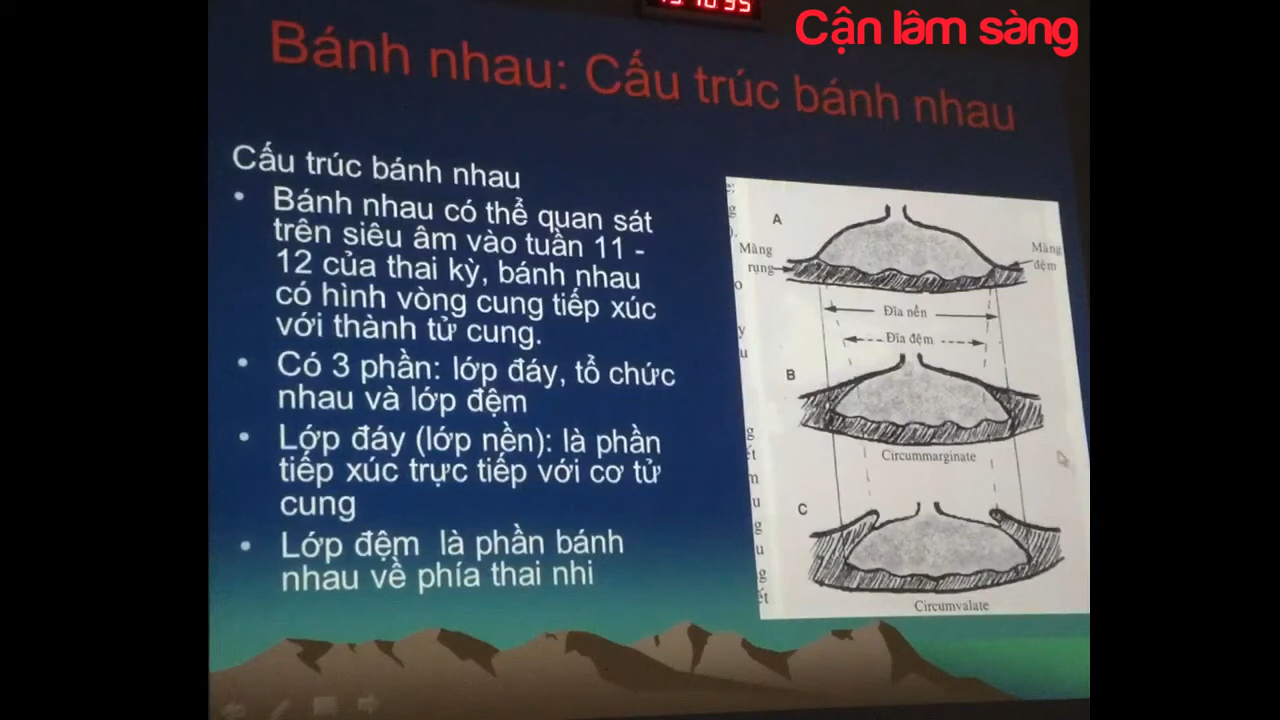 Cận lâm sàng
Bánh nhau: Cấu trúc bánh nhau
Cấu trúc bánh nhau
• Bánh nhau có thể quan sát
trên siêu âm vào tuần 11 -
12 của thai kỳ, bánh nhau
có hình vòng cung tiếp xúc
với thành tử cung.
• Có 3 phần: lớp đáy, tổ chức
nhau và lớp đệm
• Lớp đáy (lớp nền): là phần
tiếp xúc trực tiếp với cơ tử
cung
• Lớp đệm là phần bánh
nhau về phía thai nhi
A
Màng
rụng
Màng
đệm
Đĩa nền
Đĩa đệm
B
Circummarginate
C
Circumvalate